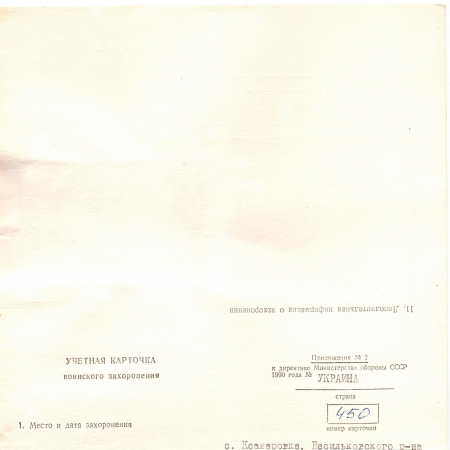 11. Дополнительная информация о захоронении
УЧЕТНАЯ КАРТОЧКА
воинского захоронения
Приложение № 2
к директиве Министерства обороны СССР
1990 года №
УКРАИНА
страна
450
номер карточки
1. Место и дата захоронения
с. Ксаверовка, Васильковского р-на